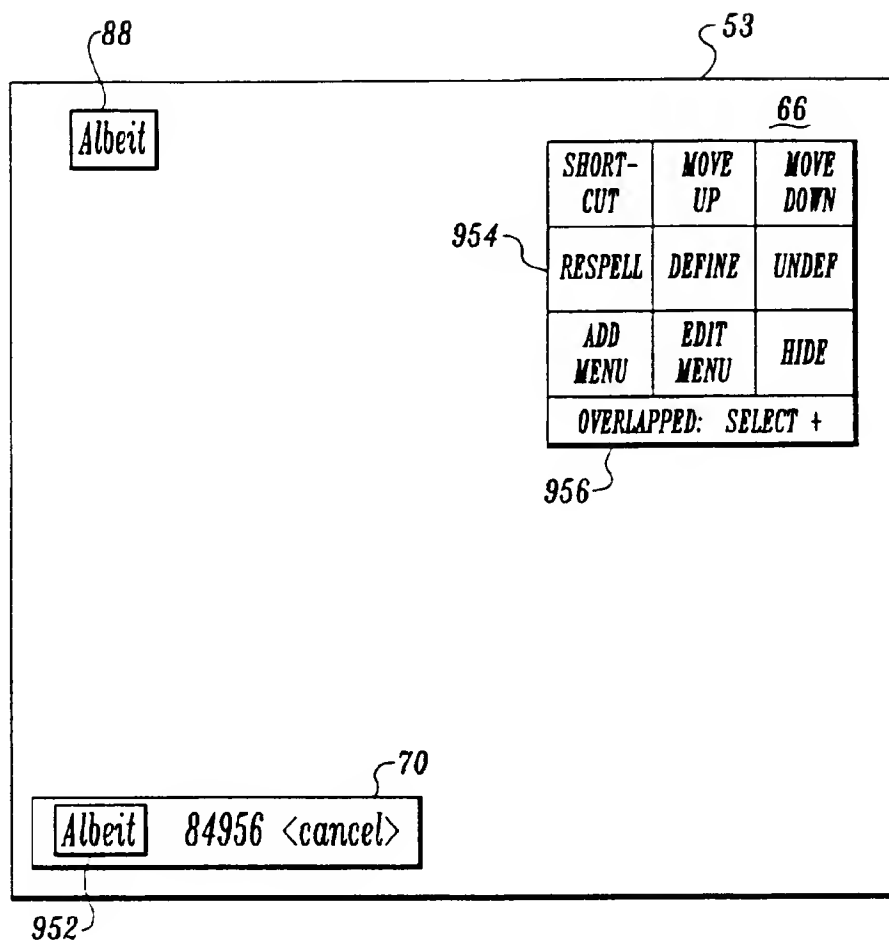 88
53
Albeit
66
SHORT- MOVE MOVE
CUT UP DOWN
954
RESPELL DEFINE UNDEF
ADD EDIT HIDE
MENU MENU
OVERLAPPED: SELECT +
956
70
Albeit 84956 <cancel>
952